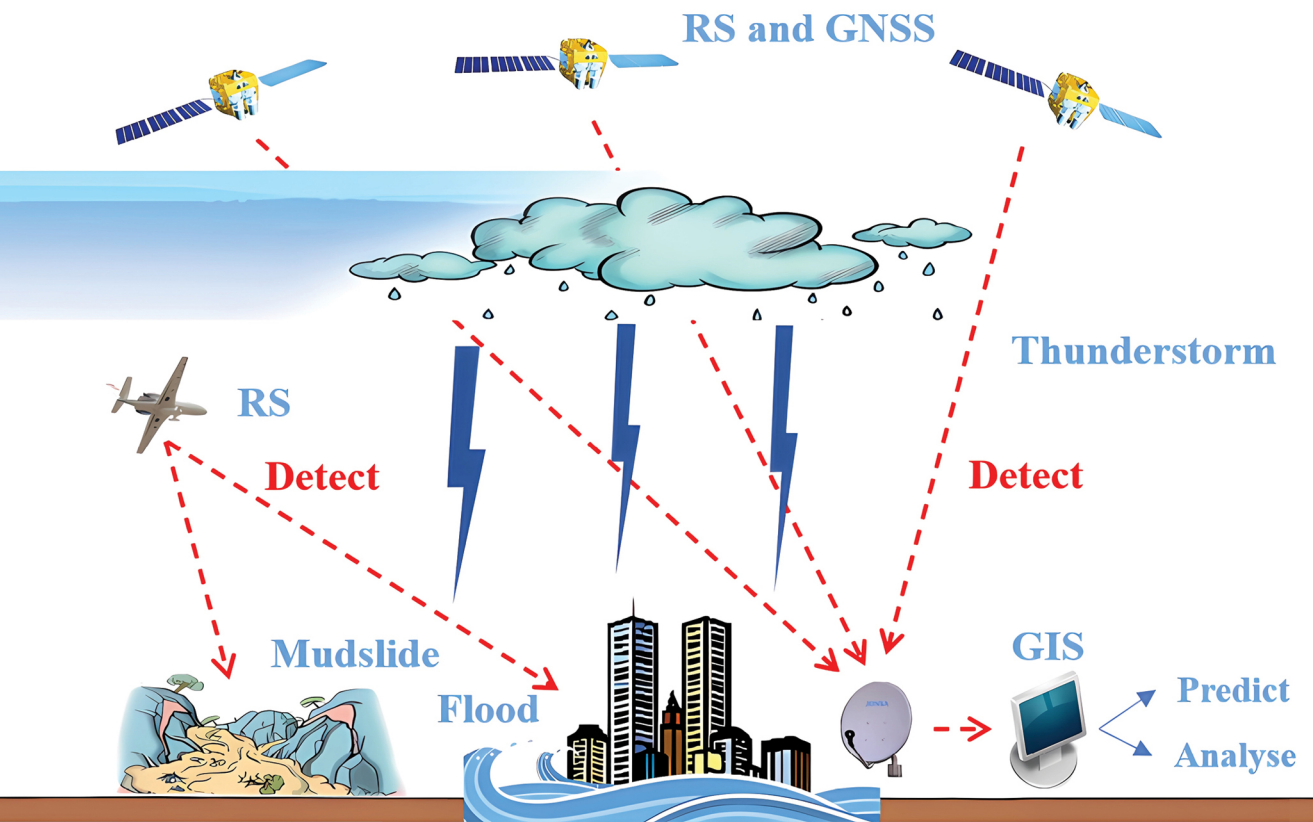 RS and GNSS
Thunderstorm
RS
Detect
Detect
Mudslide
GIS
Flood
Predict
Analyse